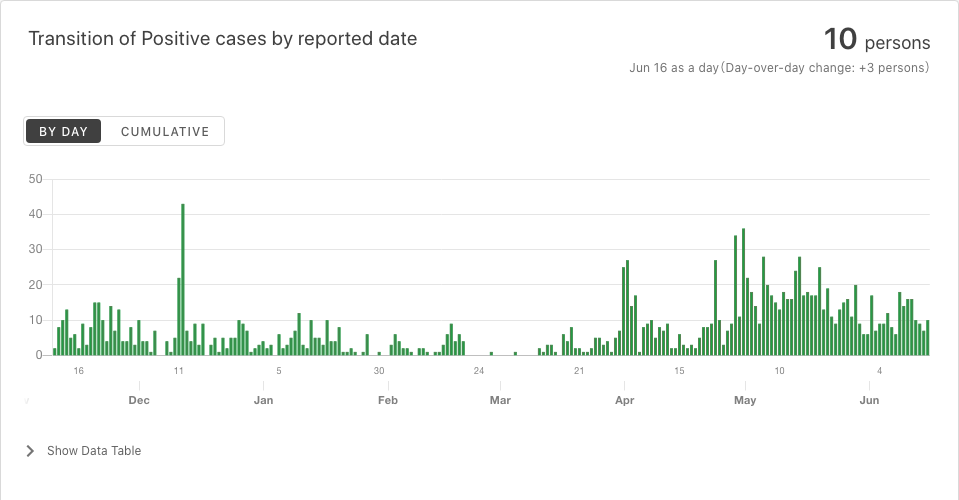 Transition of Positive cases by reported date
10 persons
Jun 16 as a day(Day-over-day change: +3 persons)
BY DAY CUMULATIVE
50
40
30
20
10
0
16 11 5 30 24 21 15 10 4
Dec Jan Feb Mar Apr May Jun
Show Data Table